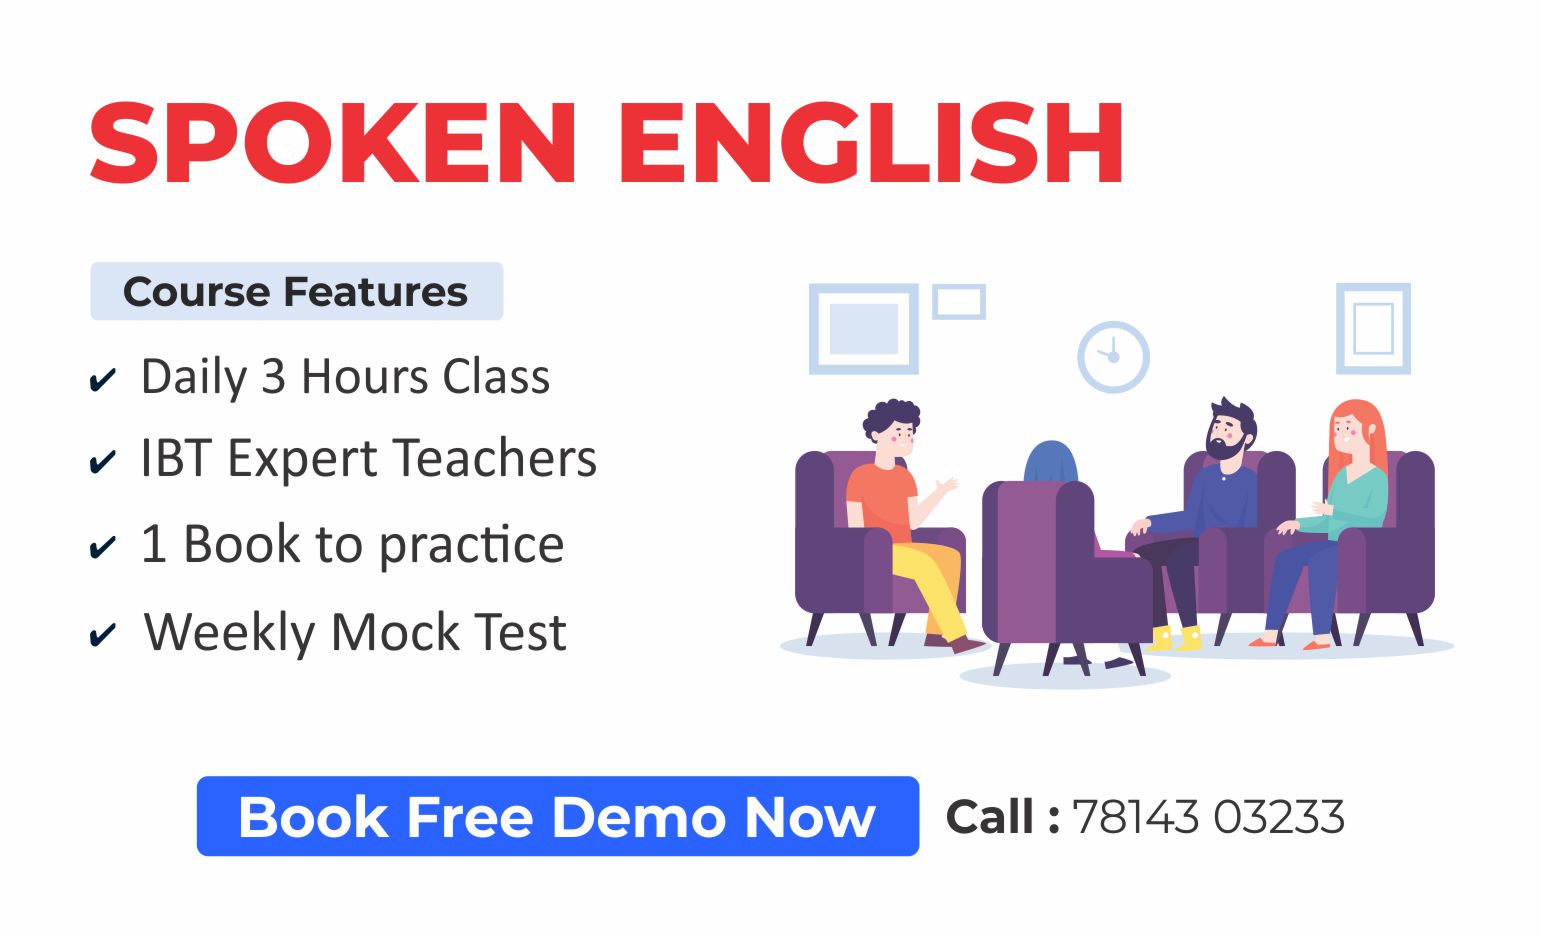 SPOKEN ENGLISH
Course Features
✔ Daily 3 Hours Class
✔ IBT Expert Teachers
✔ 1 Book to practice
✔ Weekly Mock Test
Book Free Demo Now Call : 78143 03233